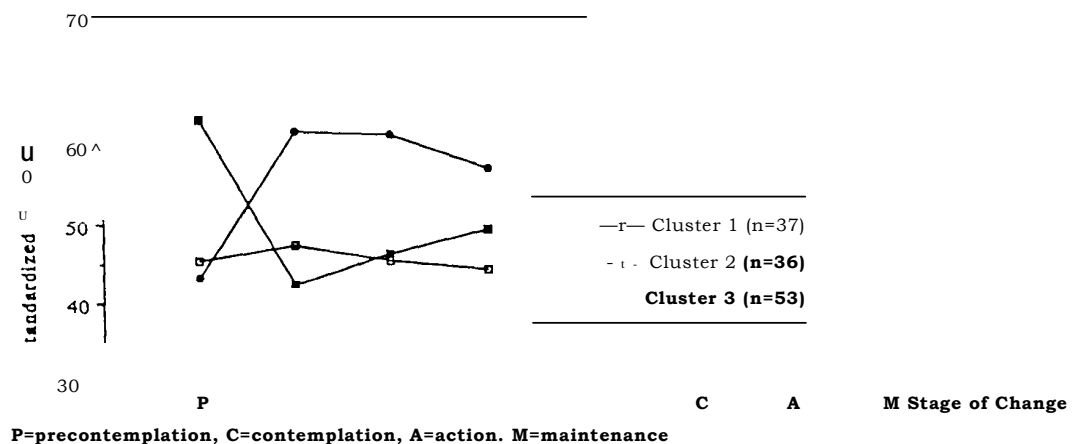 70
60 ^
U
0
U
50
tandardized
40
—r— Cluster 1 (n=37)
- t - Cluster 2 (n=36)
Cluster 3 (n=53)
30
P C A M Stage of Change
P=precontemplation, C=contemplation, A=action. M=maintenance